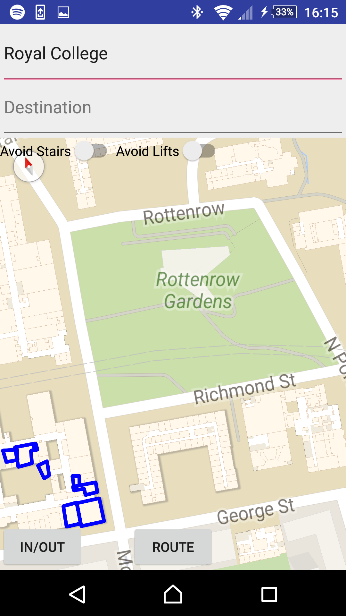 33% 16:15
Royal College
Destination
Avoid Stairs Avoid Lifts
Rottenrow
Rottenrow
Gardens
Richmond St
George St
IN/OUT ROUTE